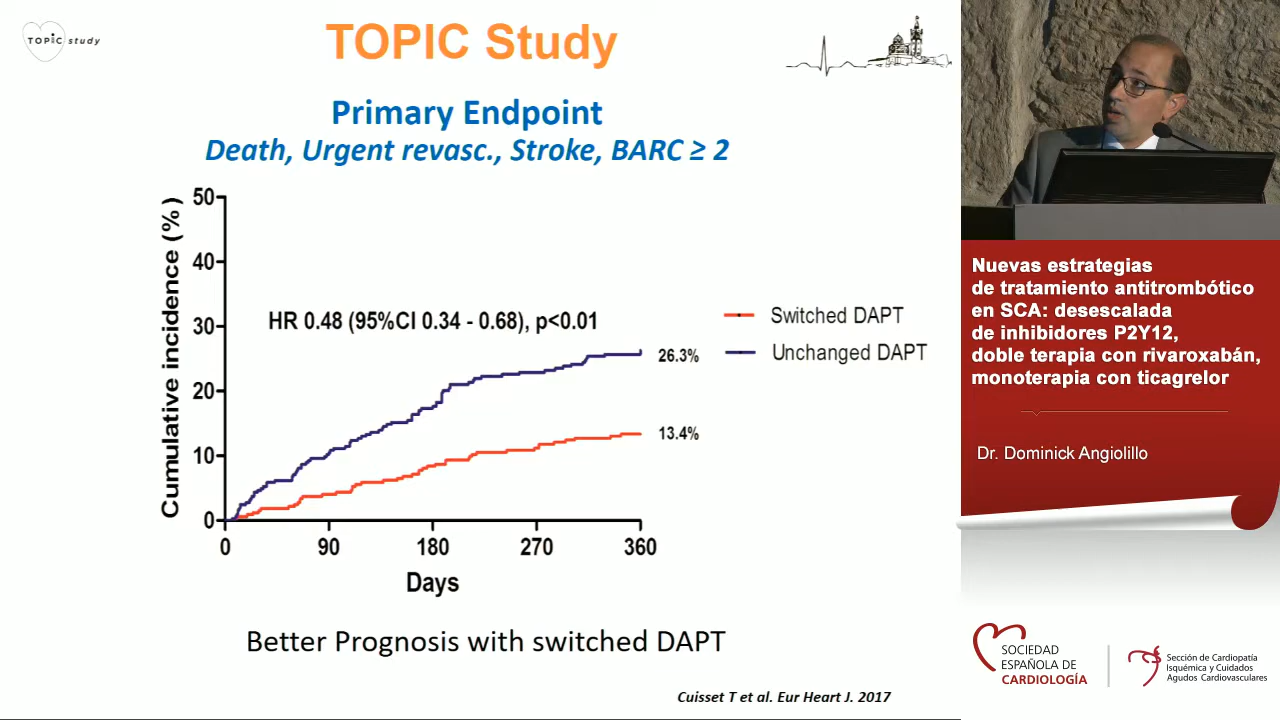 TOPIC study
TOPIC Study
Primary Endpoint
Death, Urgent revasc., Stroke, BARC ≥ 2
Cumulative incidence (%)
50
40
30
20
10
0
HR 0.48 (95%CI 0.34 - 0.68), p<0.01
Switched DAPT
Unchanged DAPT
26.3%
13.4%
0 90 180 270 360
Days
Better Prognosis with switched DAPT
Cuisset T et al. Eur Heart J. 2017
Nuevas estrategias
de tratamiento antitrombótico
en SCA: desescalada
de inhibidores P2Y12,
doble terapia con rivaroxabán,
monoterapia con ticagrelor
Dr. Dominick Angiolillo
SOCIEDAD
ESPAÑOLA DE
CARDIOLOGÍA
Sección de Cardiopatía
Isquémica y Cuidados
Agudos Cardiovasculares